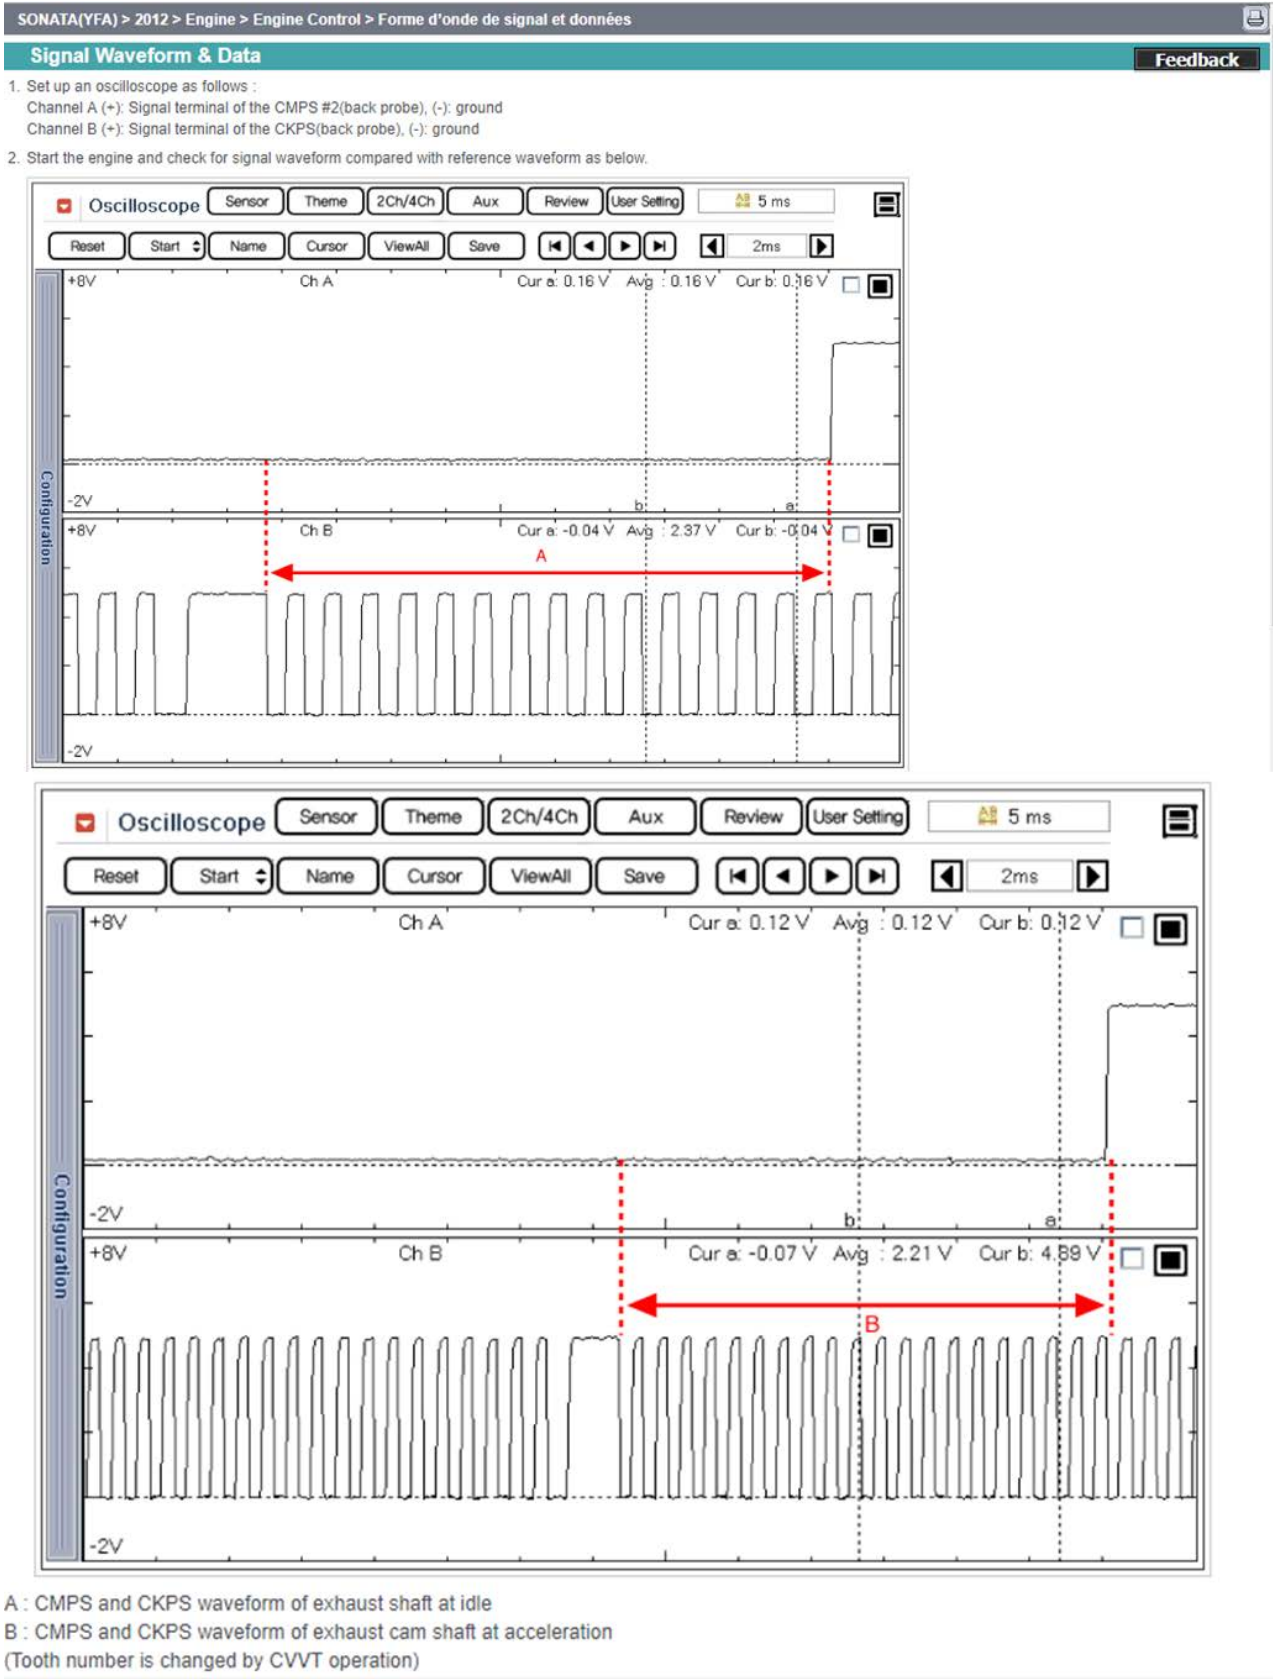 SONATA(YFA) > 2012 > Engine > Engine Control > Forme d'onde de signal et données
Signal Waveform & Data
Feedback
1. Set up an oscilloscope as follows :
Channel A (+): Signal terminal of the CMPS #2(back probe), (-): ground
Channel B (+): Signal terminal of the CKPS(back probe), (-): ground
2. Start the engine and check for signal waveform compared with reference waveform as below.
Oscilloscope Sensor Theme 2Ch/4Ch Aux Review User Setting AB 5 ms
Reset Start Name Cursor ViewAll Save 2ms
+8V Ch A Cur a: 0.16 V Avg : 0.16 V Cur b: 0.16 V
Configuration
-2V b a
+8V Ch B Cur a: -0.04 V Avg : 2.37 V Cur b: -0.04 V
A
-2V
Oscilloscope Sensor Theme 2Ch/4Ch Aux Review User Setting AB 5 ms
Reset Start Name Cursor ViewAll Save 2ms
+8V Ch A Cur a: 0.12 V Avg : 0.12 V Cur b: 0.12 V
Configuration
-2V b a
+8V Ch B Cur a: -0.07 V Avg : 2.21 V Cur b: 4.89 V
B
-2V
A : CMPS and CKPS waveform of exhaust shaft at idle
B : CMPS and CKPS waveform of exhaust cam shaft at acceleration
(Tooth number is changed by CVVT operation)